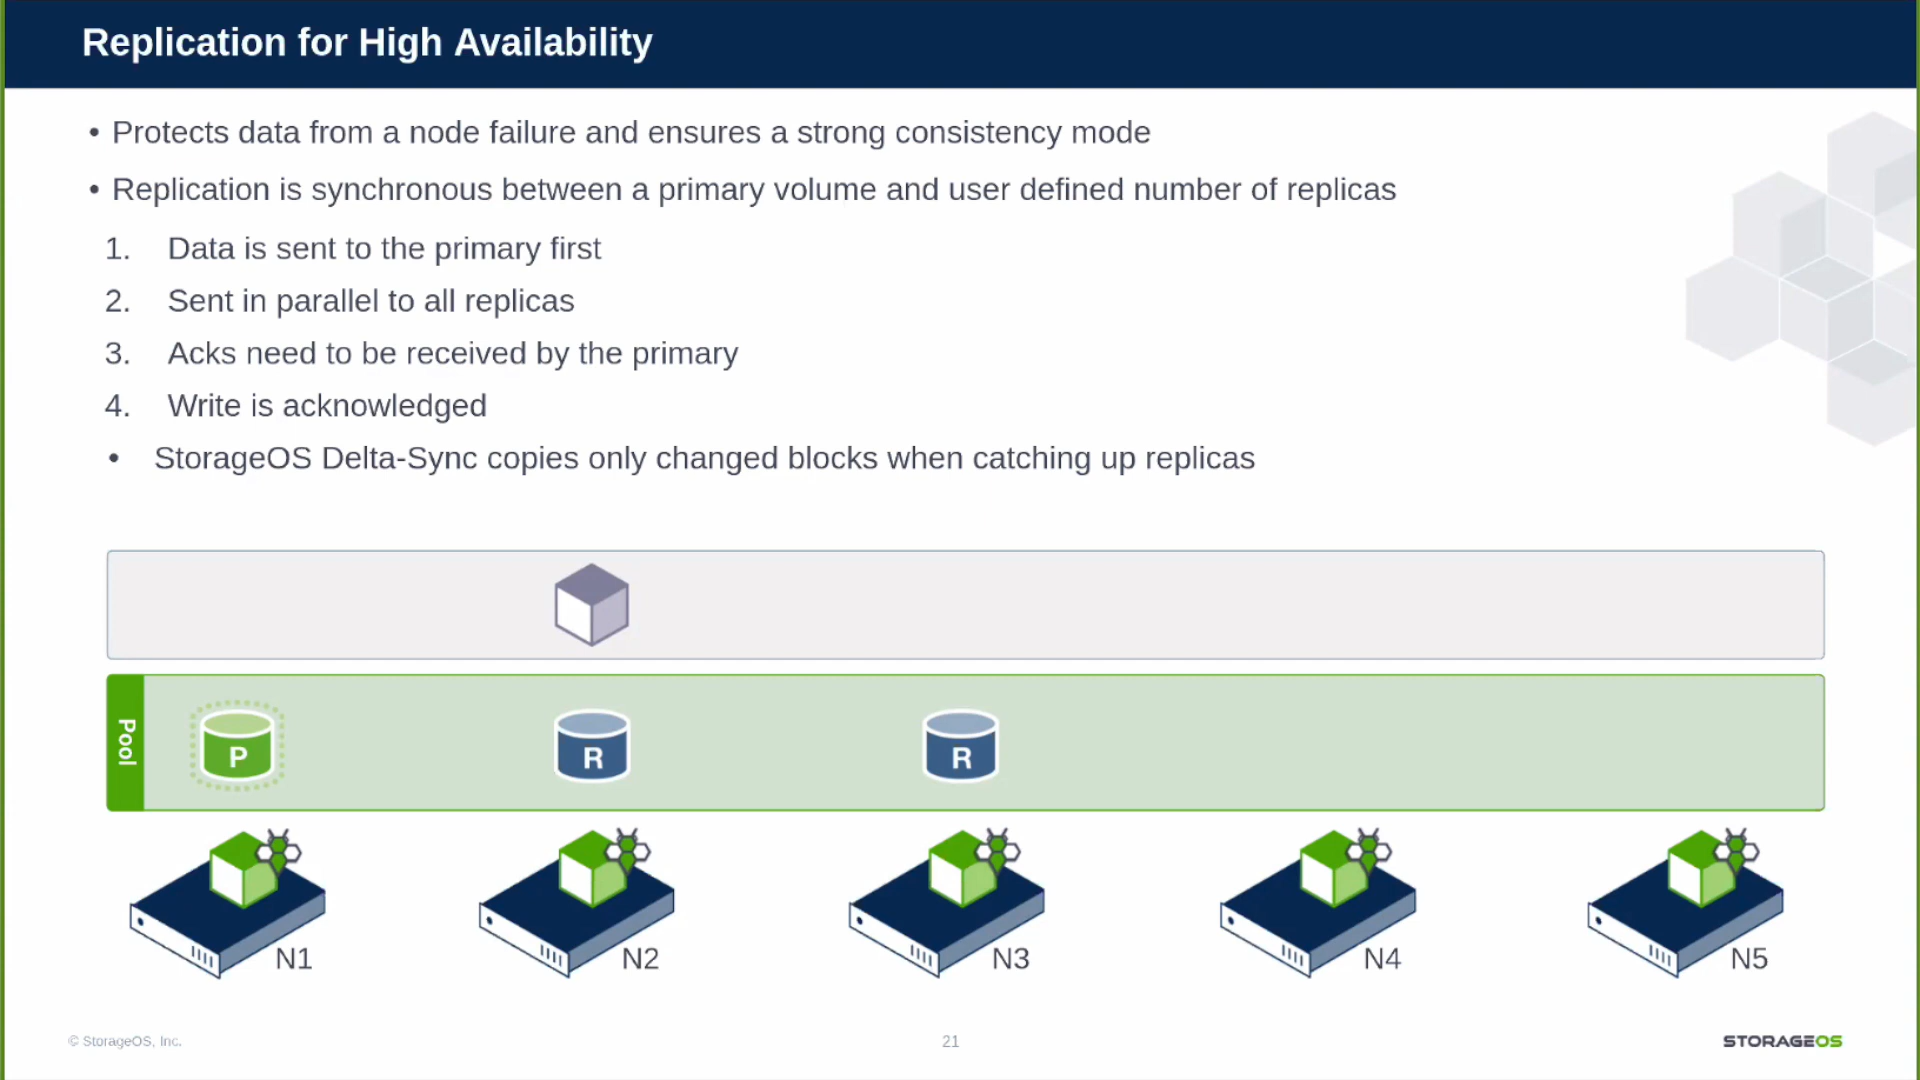 Replication for High Availability
• Protects data from a node failure and ensures a strong consistency mode
• Replication is synchronous between a primary volume and user defined number of replicas
1. Data is sent to the primary first
2. Sent in parallel to all replicas
3. Acks need to be received by the primary
4. Write is acknowledged
• StorageOS Delta-Sync copies only changed blocks when catching up replicas
Pool
P
R
R
N1
N2
N3
N4
N5
© StorageOS, Inc.
21
STORAGEOS